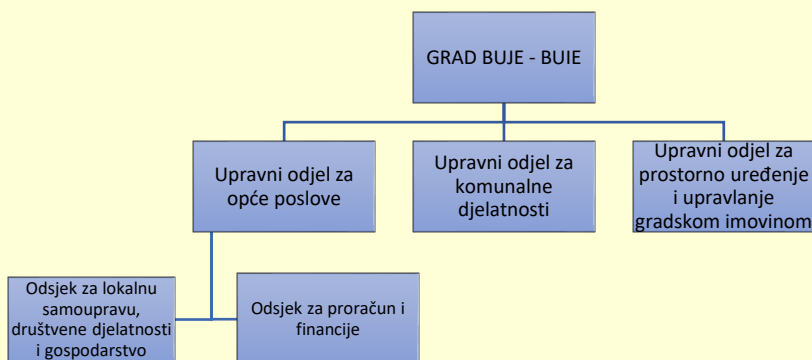 GRAD BUJE - BUIE
Upravni odjel za
opće poslove
Upravni odjel za
komunalne
djelatnosti
Upravni odjel za
prostorno uređenje
i upravljanje
gradskom imovinom
Odsjek za lokalnu
samoupravu,
društvene djelatnosti
i gospodarstvo
Odsjek za proračun i
financije